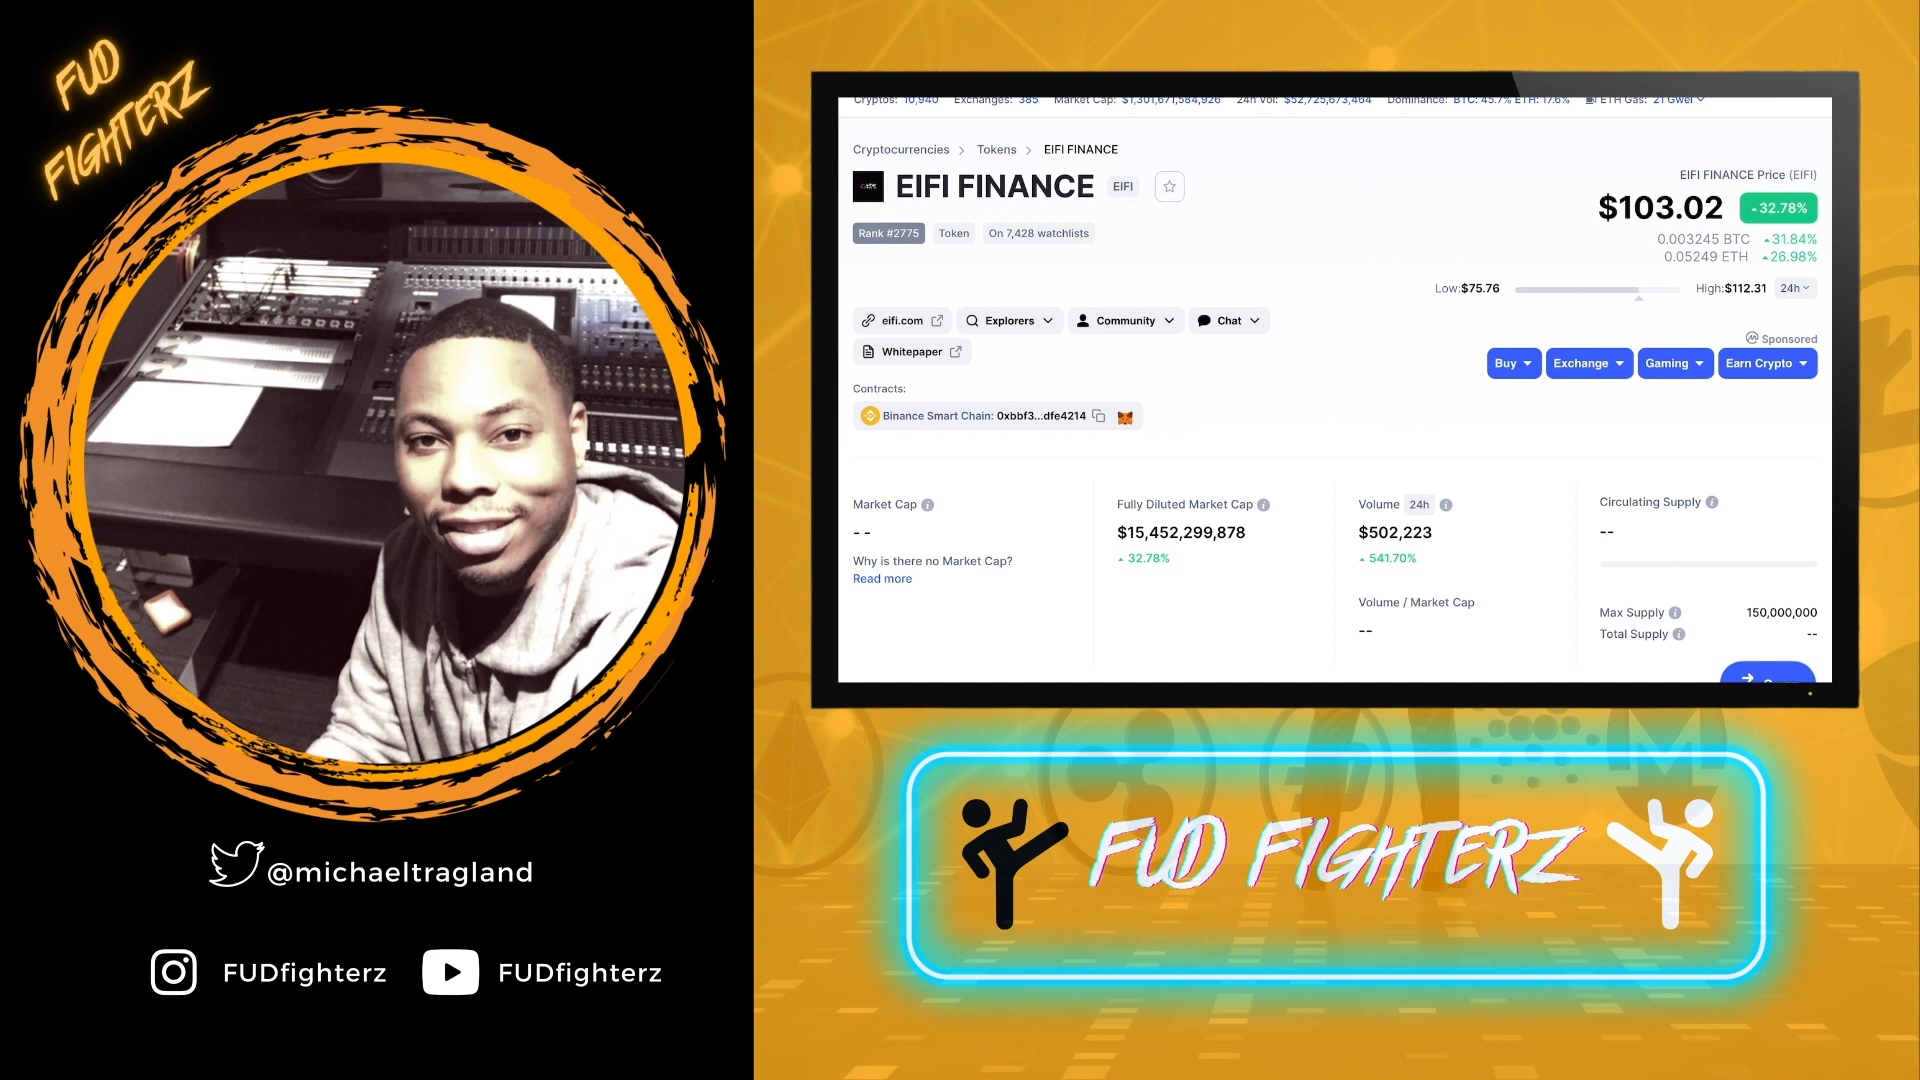 FUD
FIGHTERZ
@michaeltragland
FUDfighterz
FUDfighterz
Cryptos: 10,940 Exchanges: 385 Market Cap: $1,301,671,584,926 24h Vol: $52,725,673,464 Dominance: BTC: 45.7% ETH: 17.6% ETH Gas: 21 Gwei
Cryptocurrencies > Tokens > EIFI FINANCE
EIFI FINANCE EIFI
Rank #2775 Token On 7,428 watchlists
EIFI FINANCE Price (EIFI)
$103.02 32.78%
0.003245 BTC 31.84%
0.05249 ETH 26.98%
Low:$75.76 High:$112.31 24h
eifi.com Explorers Community Chat
Whitepaper
Sponsored
Buy Exchange Gaming Earn Crypto
Contracts:
Binance Smart Chain: 0xbbf3...dfe4214
Market Cap
- -
Why is there no Market Cap?
Read more
Fully Diluted Market Cap
$15,452,299,878
32.78%
Volume 24h
$502,223
541.70%
Volume / Market Cap
--
Circulating Supply
--
Max Supply 150,000,000
Total Supply --
FUD FIGHTERZ